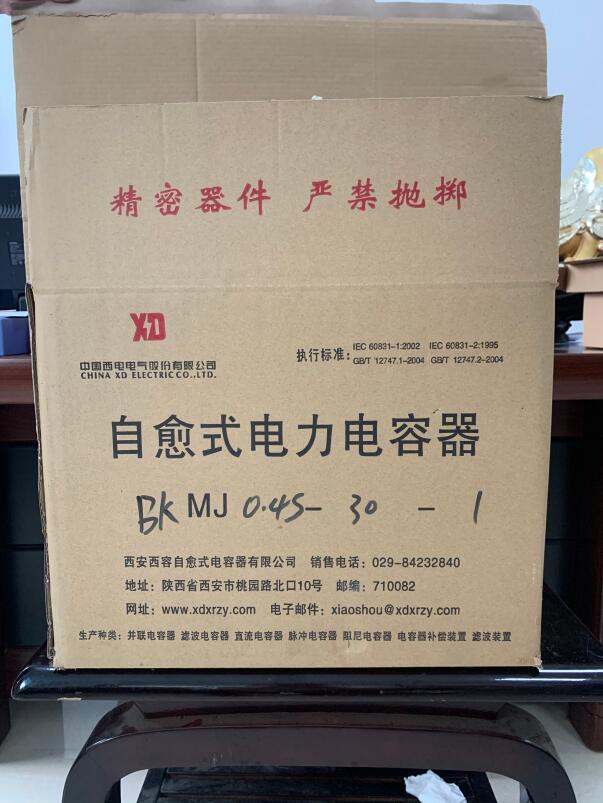 精密器件 严禁抛掷
XD
中国西电电气股份有限公司
CHINA XD ELECTRIC CO.,LTD.
执行标准: IEC 60831-1:2002 IEC 60831-2:1995
GB/T 12747.1-2004 GB/T 12747.2-2004
自愈式电力电容器
BKMJ 0.45-30-1
西安西容自愈式电容器有限公司 销售电话: 029-84232840
地址: 陕西省西安市桃园路北口10号 邮编: 710082
网址: www.xdxrzy.com 电子邮件: xiaoshou@xdxrzy.com
生产种类: 并联电容器 滤波电容器 直流电容器 脉冲电容器 阻尼电容器 电容器补偿装置 滤波装置